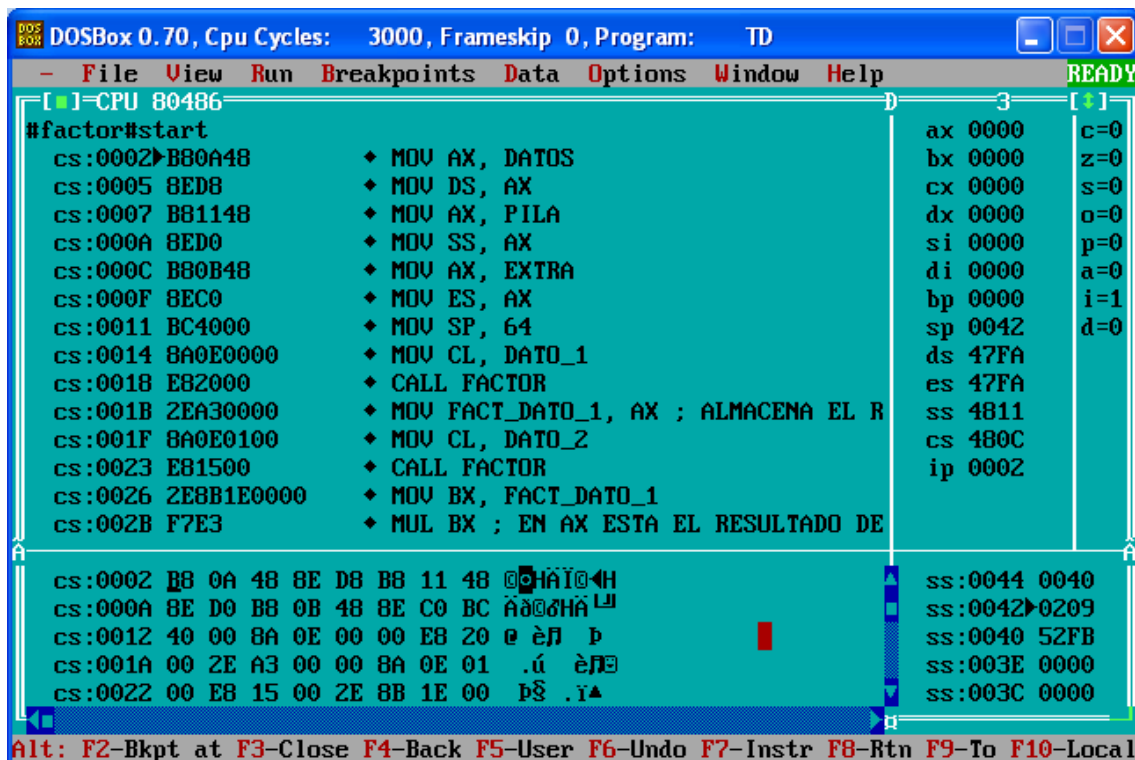 DOS BOX DOSBox 0.70, Cpu Cycles: 3000, Frameskip 0, Program: TD
- File View Run Breakpoints Data Options Window Help READY
[■]=CPU 80486 3 [↕]
#factor#start ax 0000 c=0
cs:0002►B80A48 ♦ MOV AX, DATOS bx 0000 z=0
cs:0005 8ED8 ♦ MOV DS, AX cx 0000 s=0
cs:0007 B81148 ♦ MOV AX, PILA dx 0000 o=0
cs:000A 8ED0 ♦ MOV SS, AX si 0000 p=0
cs:000C B80B48 ♦ MOV AX, EXTRA di 0000 a=0
cs:000F 8EC0 ♦ MOV ES, AX bp 0000 i=1
cs:0011 BC4000 ♦ MOV SP, 64 sp 0042 d=0
cs:0014 8A0E0000 ♦ MOV CL, DATO_1 ds 47FA
cs:0018 E82000 ♦ CALL FACTOR es 47FA
cs:001B 2EA30000 ♦ MOV FACT_DATO_1, AX ; ALMACENA EL R ss 4811
cs:001F 8A0E0100 ♦ MOV CL, DATO_2 cs 480C
cs:0023 E81500 ♦ CALL FACTOR ip 0002
cs:0026 2E8B1E0000 ♦ MOV BX, FACT_DATO_1
cs:002B F7E3 ♦ MUL BX ; EN AX ESTA EL RESULTADO DE
cs:0002 B8 0A 48 8E D8 B8 11 48 ss:0044 0040
cs:000A 8E D0 B8 0B 48 8E C0 BC ss:0042►0209
cs:0012 40 00 8A 0E 00 00 E8 20 ss:0040 52FB
cs:001A 00 2E A3 00 00 8A 0E 01 ss:003E 0000
cs:0022 00 E8 15 00 2E 8B 1E 00 ss:003C 0000
Alt: F2-Bkpt at F3-Close F4-Back F5-User F6-Undo F7-Instr F8-Rtn F9-To F10-Local